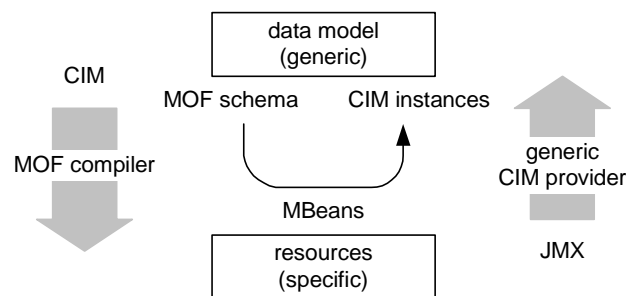 data model
(generic)
CIM
MOF schema
CIM instances
MOF compiler
generic
CIM provider
MBeans
resources
(specific)
JMX